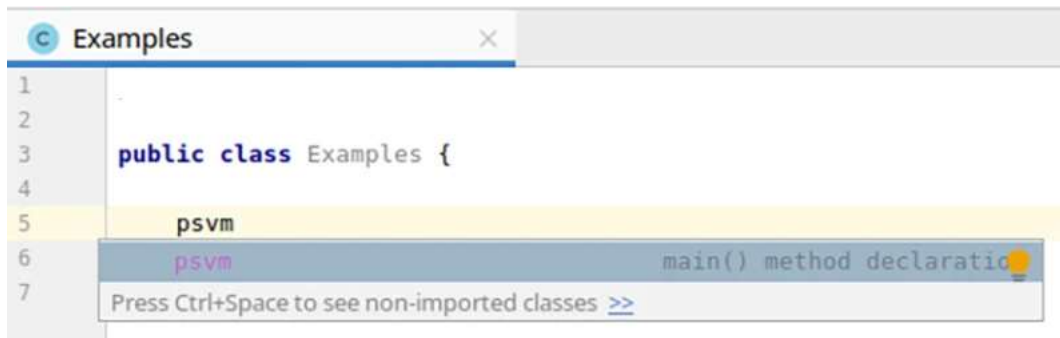 C Examples
1
2
3 public class Examples {
4
5 psvm
6 psvm main() method declaratio
7 Press Ctrl+Space to see non-imported classes >>